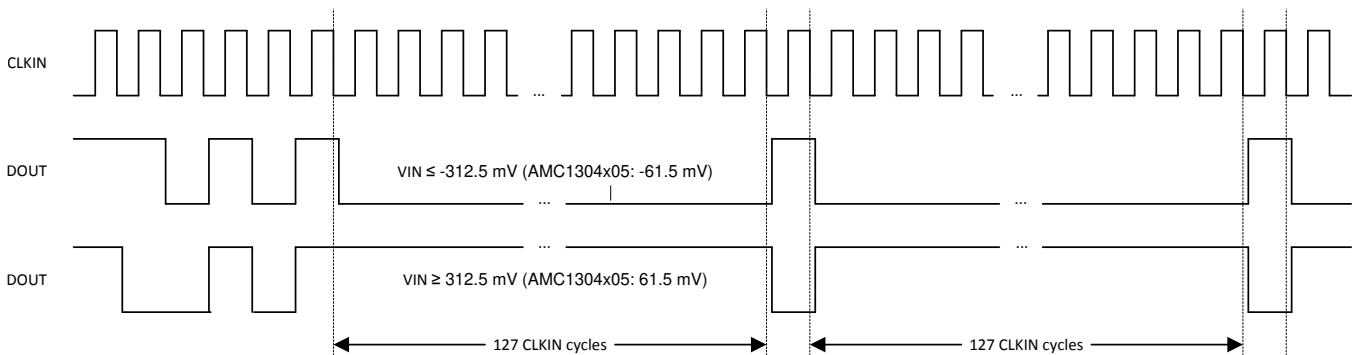 CLKIN
... ...
DOUT
VIN ≤ -312.5 mV (AMC1304x05: -61.5 mV)
... ...
... ...
DOUT
VIN ≥ 312.5 mV (AMC1304x05: 61.5 mV)
127 CLKIN cycles 127 CLKIN cycles